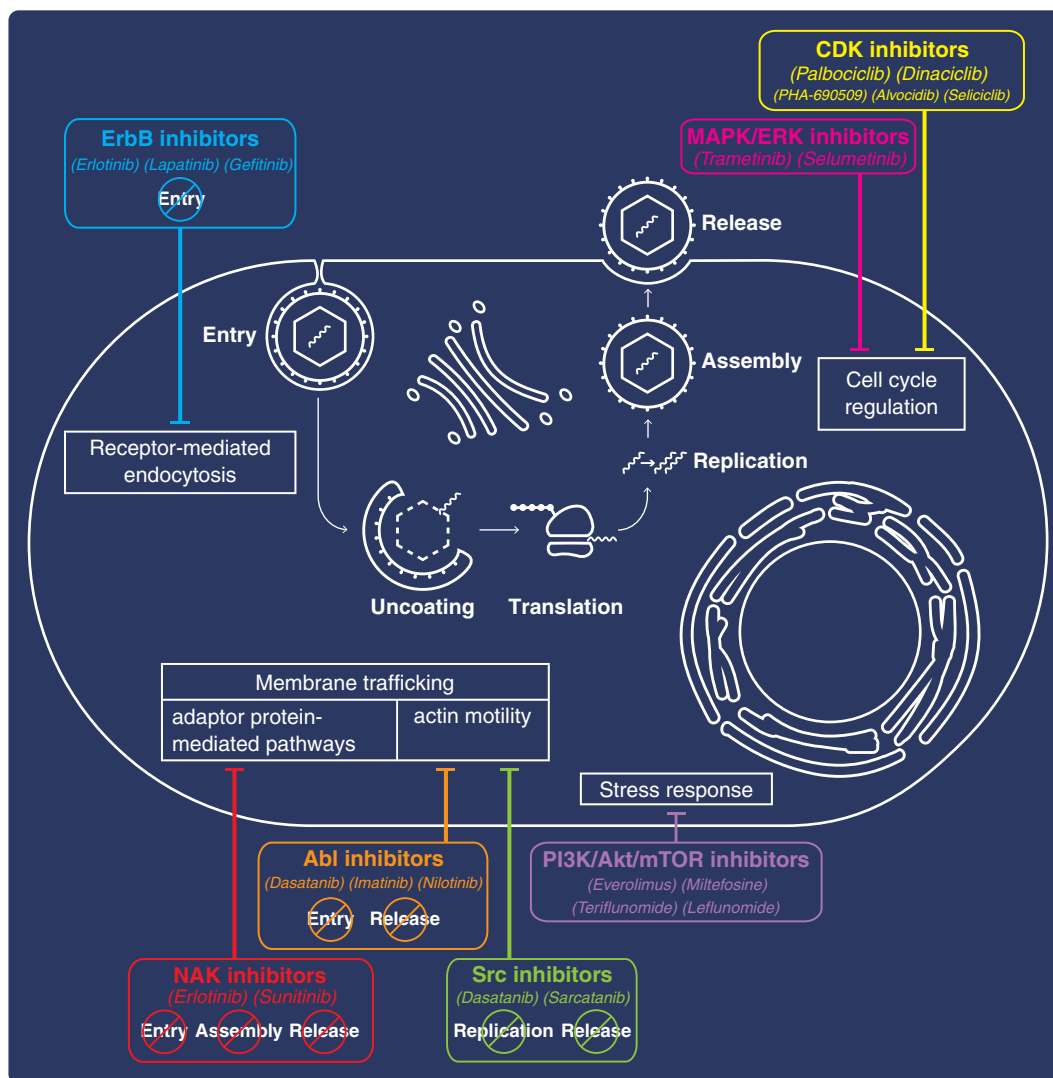 CDK inhibitors
(Palbociclib) (Dinaciclib)
(PHA-690509) (Alvocidib) (Seliciclib)
ErbB inhibitors
(Erlotinib) (Lapatinib) (Gefitinib)
Entry
MAPK/ERK inhibitors
(Trametinib) (Selumetinib)
Release
Entry
Assembly
Cell cycle
regulation
Receptor-mediated
endocytosis
Replication
Uncoating
Translation
Membrane trafficking
adaptor protein-
mediated pathways
actin motility
Stress response
Abl inhibitors
(Dasatanib) (Imatinib) (Nilotinib)
Entry Release
PI3K/Akt/mTOR inhibitors
(Everolimus) (Miltefosine)
(Teriflunomide) (Leflunomide)
NAK inhibitors
(Erlotinib) (Sunitinib)
Entry Assembly Release
Src inhibitors
(Dasatanib) (Sarcatanib)
Replication Release